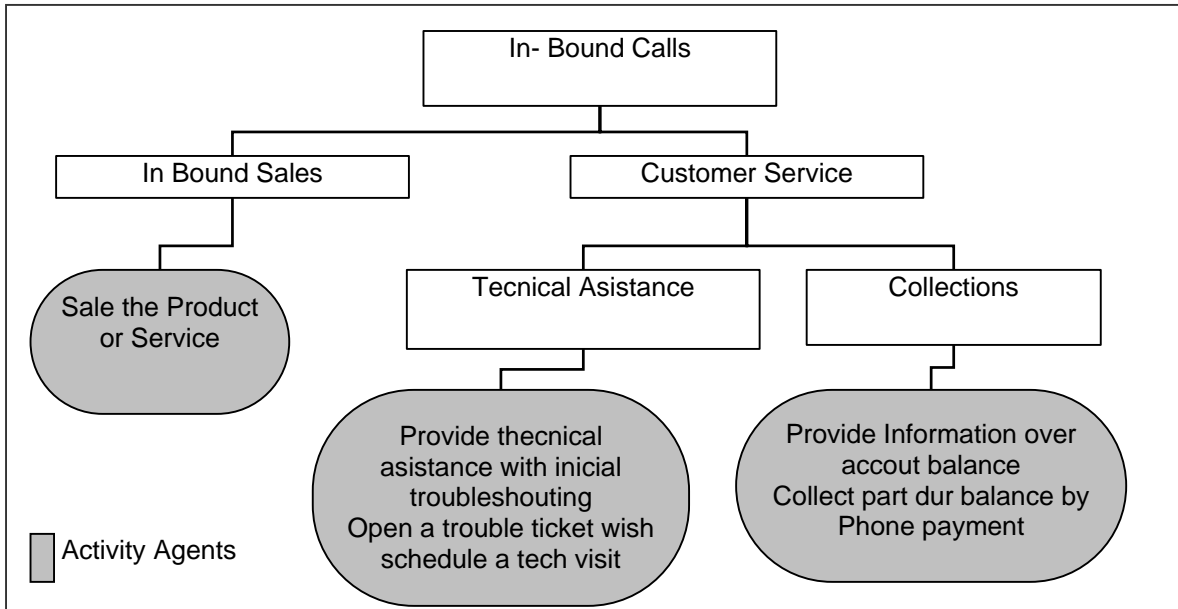 In- Bound Calls
In Bound Sales
Customer Service
Tecnical Asistance
Collections
Sale the Product
or Service
Provide thecnical
asistance with inicial
troubleshouting
Open a trouble ticket wish
schedule a tech visit
Provide Information over
accout balance
Collect part dur balance by
Phone payment
Activity Agents